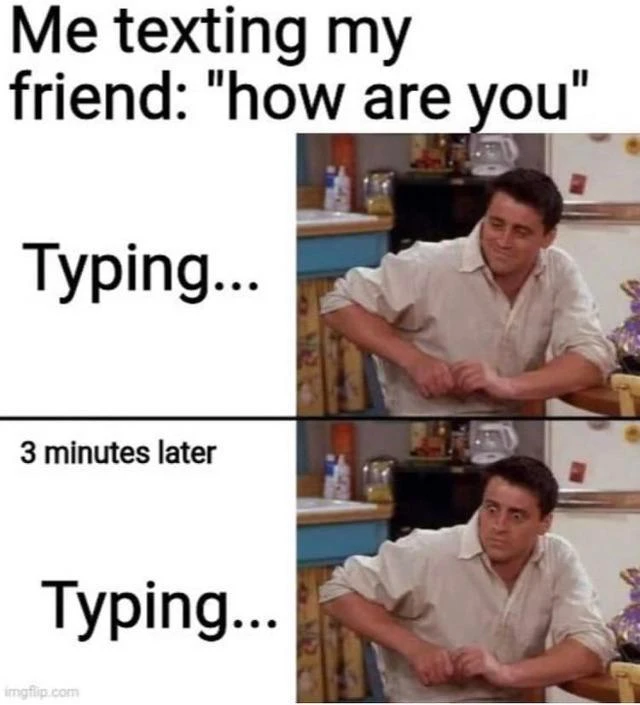 Me texting my
friend: "how are you"
Typing...
3 minutes later
Typing...
imgflip.com